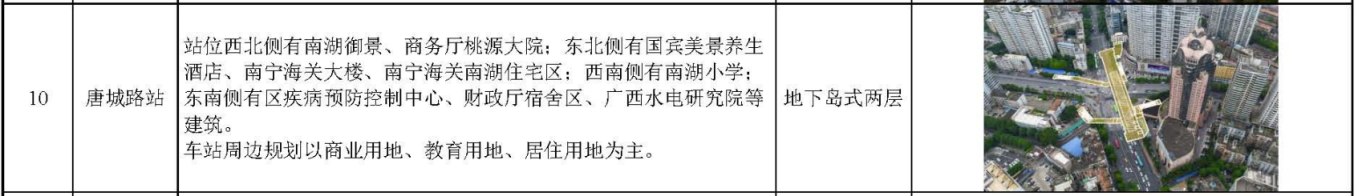 10
唐城路站
站位西北侧有南湖御景、商务厅桃源大院；东北侧有国宾美景养生
酒店、南宁海关大楼、南宁海关南湖住宅区；西南侧有南湖小学；
东南侧有区疾病预防控制中心、财政厅宿舍区、广西水电研究院等
建筑。
车站周边规划以商业用地、教育用地、居住用地为主。
地下岛式两层